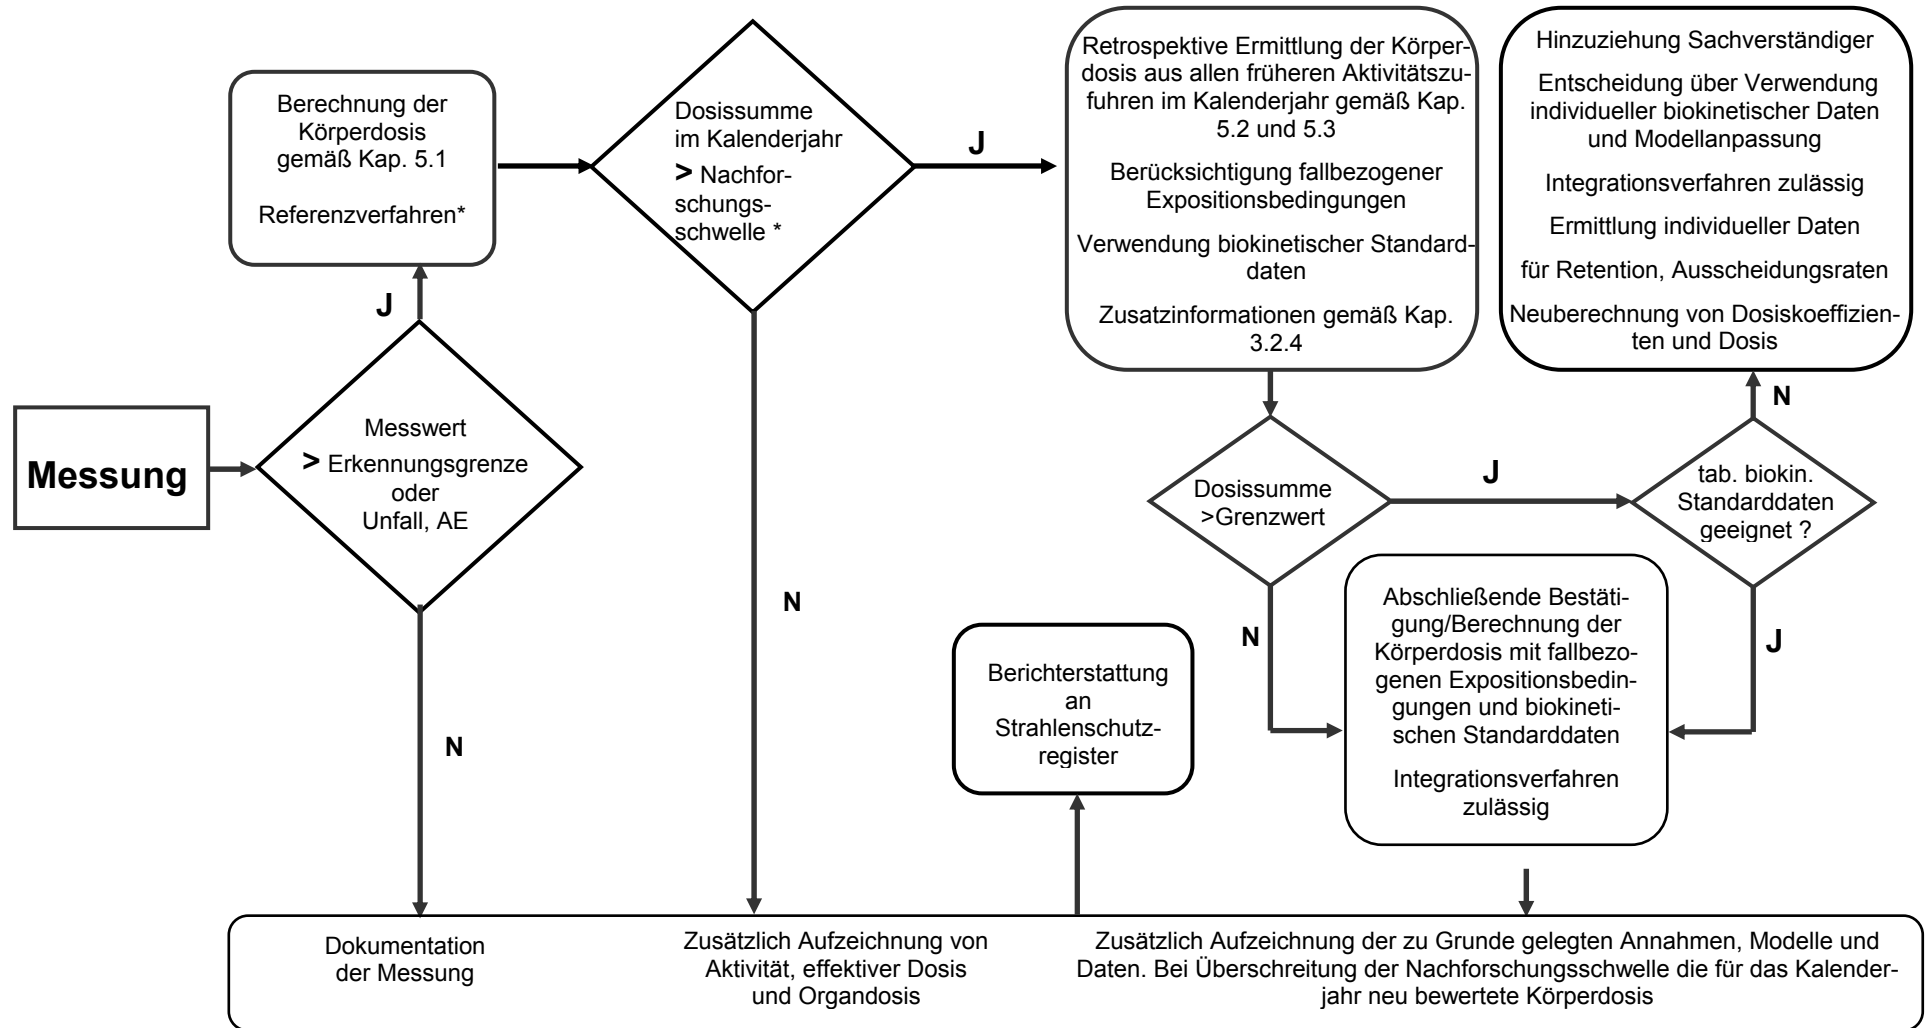 Messung
Messwert
> Erkennungsgrenze
oder
Unfall, AE
J
N
Berechnung der
Körperdosis
gemäß Kap. 5.1
Referenzverfahren*
Dosissumme
im Kalenderjahr
> Nachfor-
schungs-
schwelle *
J
N
Retrospektive Ermittlung der Körper-
dosis aus allen früheren Aktivitätszu-
fuhren im Kalenderjahr gemäß Kap.
5.2 und 5.3
Berücksichtigung fallbezogener
Expositionsbedingungen
Verwendung biokinetischer Standard-
daten
Zusatzinformationen gemäß Kap.
3.2.4
Dosissumme
>Grenzwert
J
N
tab. biokin.
Standarddaten
geeignet ?
N
J
Hinzuziehung Sachverständiger
Entscheidung über Verwendung
individueller biokinetischer Daten
und Modellanpassung
Integrationsverfahren zulässig
Ermittlung individueller Daten
für Retention, Ausscheidungsraten
Neuberechnung von Dosiskoeffizien-
ten und Dosis
Abschließende Bestäti-
gung/Berechnung der
Körperdosis mit fallbezo-
genen Expositionsbedin-
gungen und biokineti-
schen Standarddaten
Integrationsverfahren
zulässig
Berichterstattung
an
Strahlenschutz-
register
Dokumentation
der Messung
Zusätzlich Aufzeichnung von
Aktivität, effektiver Dosis
und Organdosis
Zusätzlich Aufzeichnung der zu Grunde gelegten Annahmen, Modelle und
Daten. Bei Überschreitung der Nachforschungsschwelle die für das Kalender-
jahr neu bewertete Körperdosis